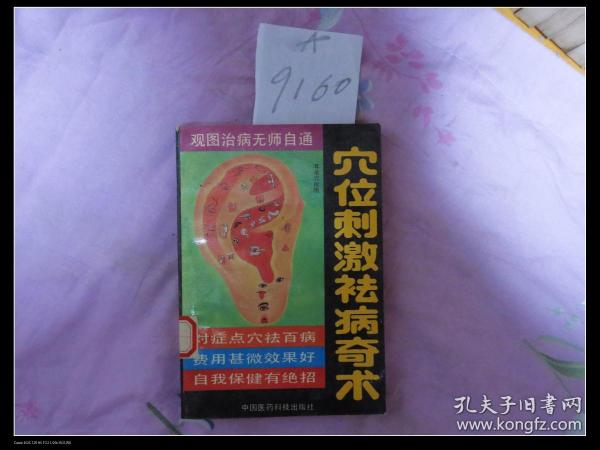 A
9160
观图治病无师自通
穴位刺激祛病奇术
对症点穴祛百病
费用甚微效果好
自我保健有绝招
中国医药科技出版社
孔夫子旧书网
www.kongfz.com